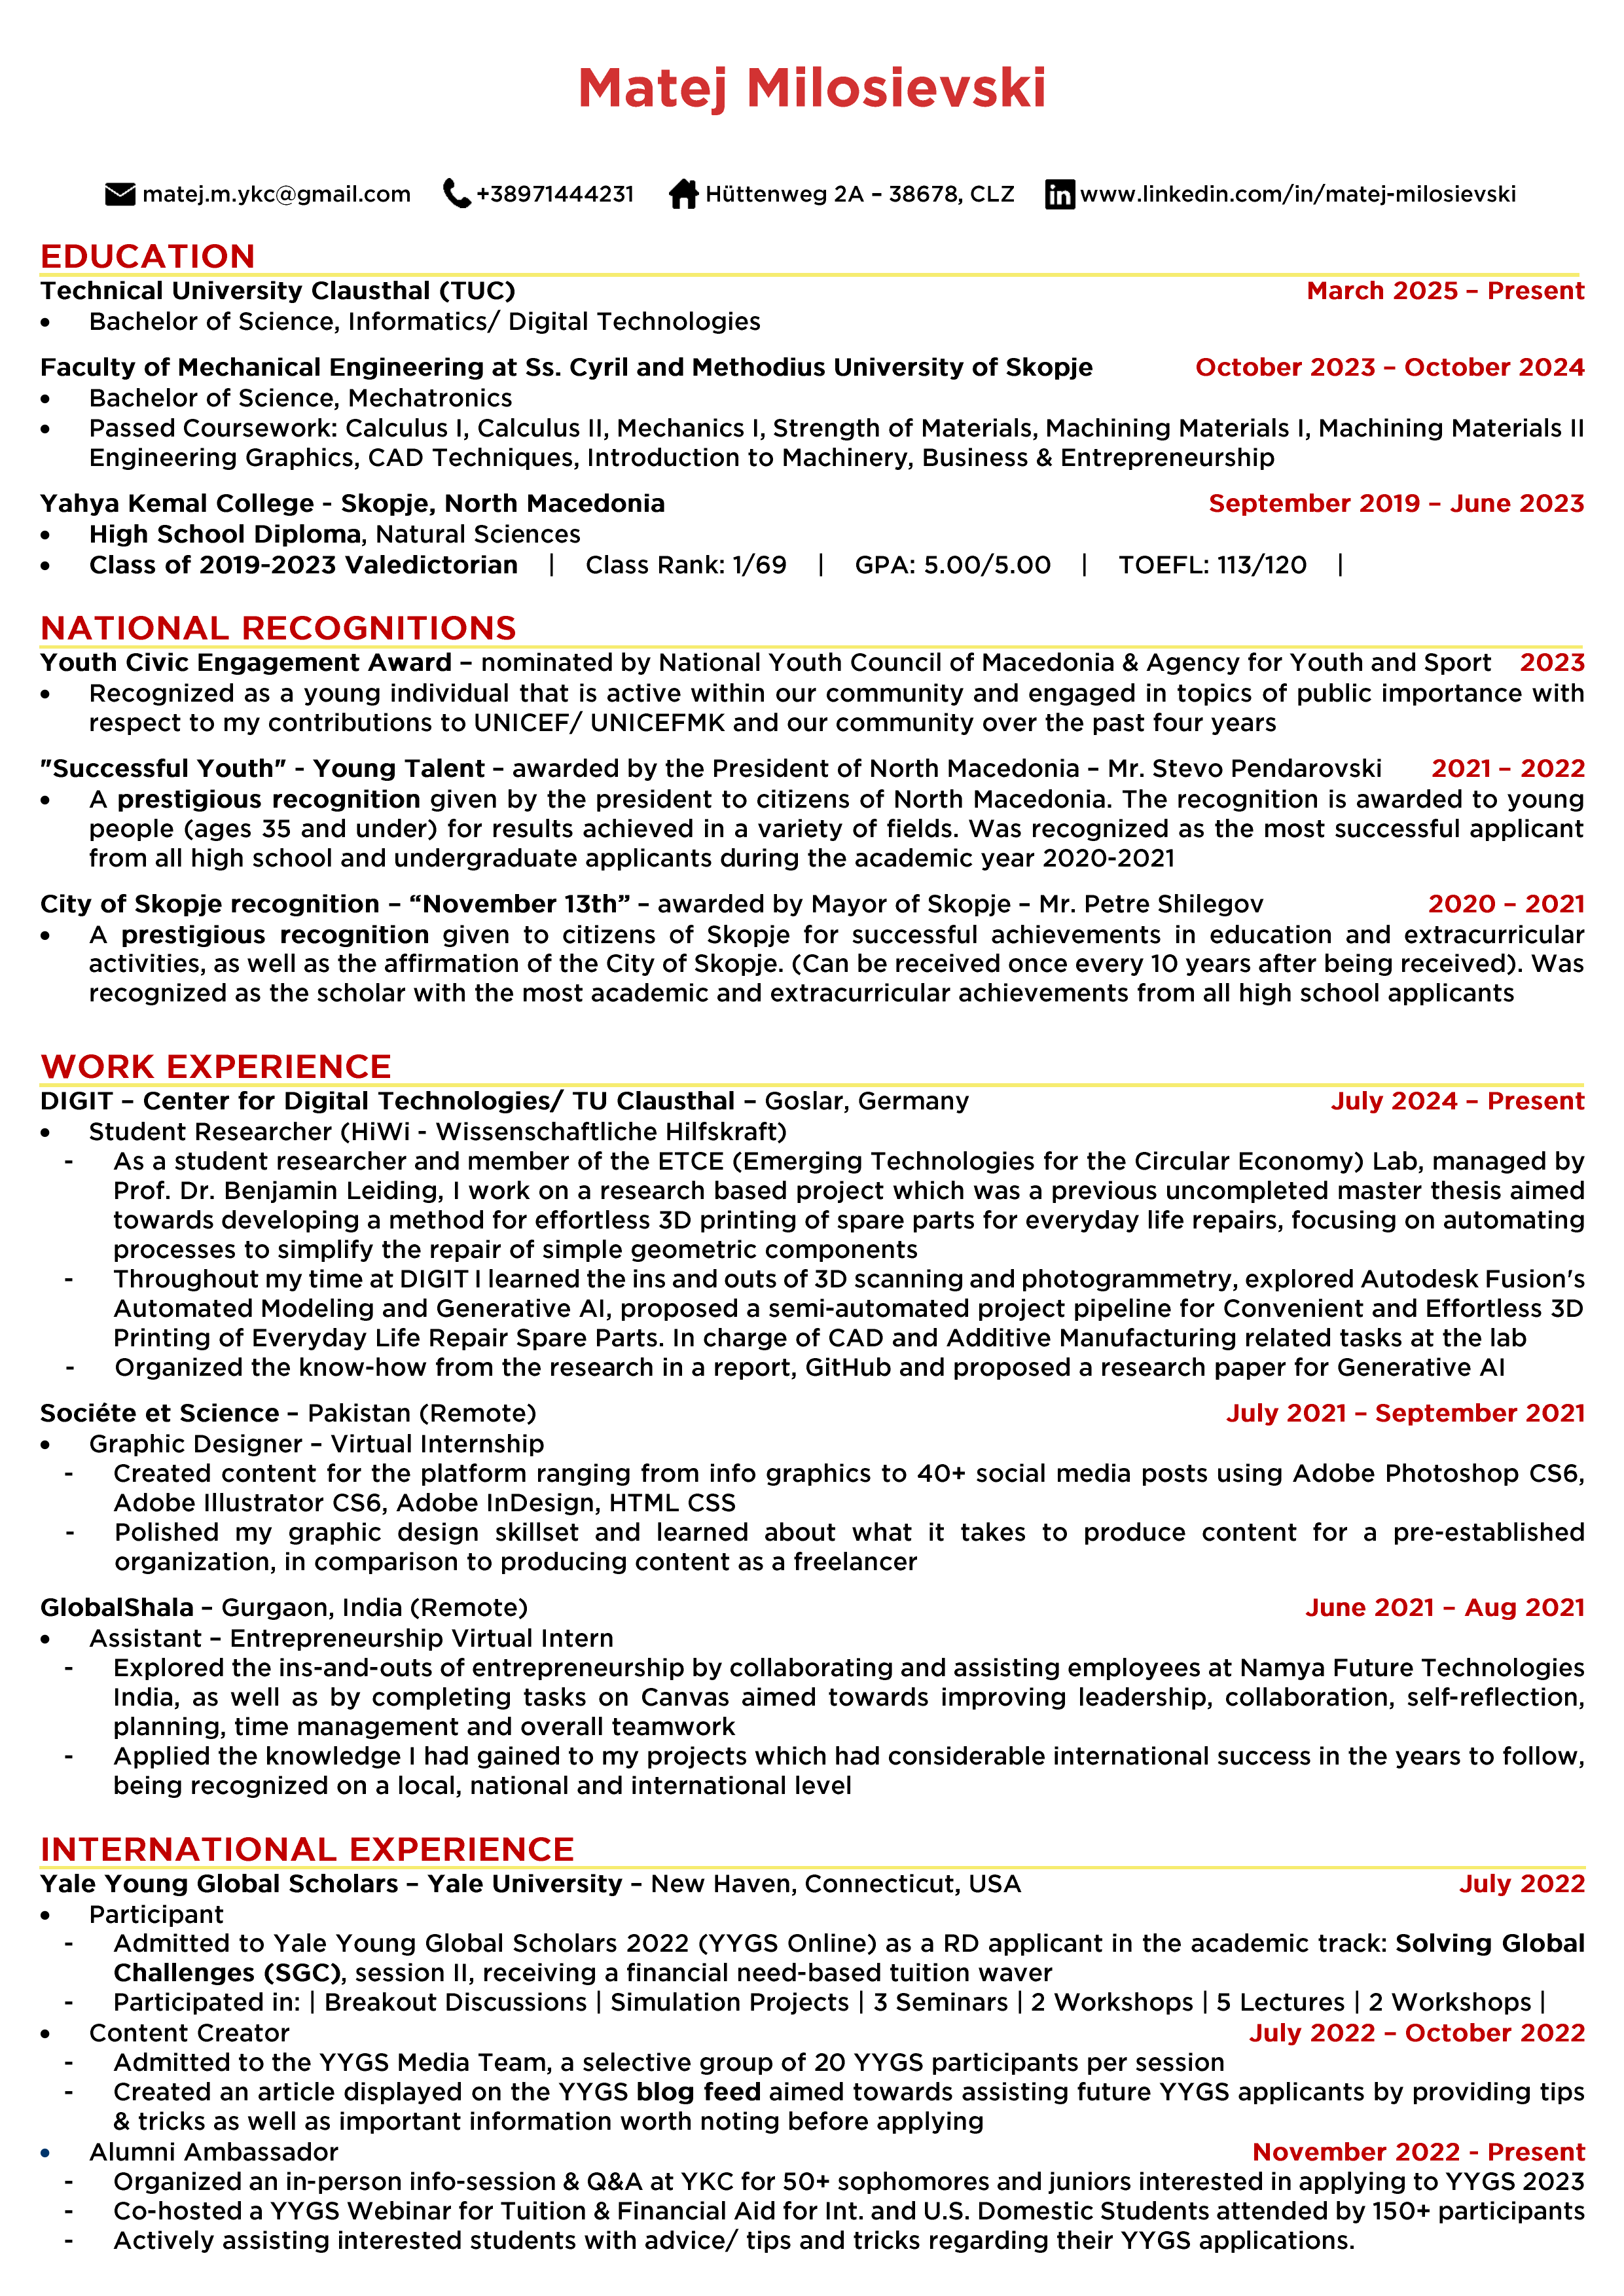 Matej Milosievski
matej.m.ykc@gmail.com +38971444231 Hüttenweg 2A – 38678, CLZ www.linkedin.com/in/matej-milosievski
EDUCATION
Technical University Clausthal (TUC) March 2025 – Present
• Bachelor of Science, Informatics/ Digital Technologies
Faculty of Mechanical Engineering at Ss. Cyril and Methodius University of Skopje October 2023 – October 2024
• Bachelor of Science, Mechatronics
• Passed Coursework: Calculus I, Calculus II, Mechanics I, Strength of Materials, Machining Materials I, Machining Materials II
Engineering Graphics, CAD Techniques, Introduction to Machinery, Business & Entrepreneurship
Yahya Kemal College - Skopje, North Macedonia September 2019 – June 2023
• High School Diploma, Natural Sciences
• Class of 2019-2023 Valedictorian | Class Rank: 1/69 | GPA: 5.00/5.00 | TOEFL: 113/120 |
NATIONAL RECOGNITIONS
Youth Civic Engagement Award – nominated by National Youth Council of Macedonia & Agency for Youth and Sport 2023
• Recognized as a young individual that is active within our community and engaged in topics of public importance with
respect to my contributions to UNICEF/ UNICEFMK and our community over the past four years
"Successful Youth" - Young Talent – awarded by the President of North Macedonia – Mr. Stevo Pendarovski 2021 – 2022
• A prestigious recognition given by the president to citizens of North Macedonia. The recognition is awarded to young
people (ages 35 and under) for results achieved in a variety of fields. Was recognized as the most successful applicant
from all high school and undergraduate applicants during the academic year 2020-2021
City of Skopje recognition – “November 13th” – awarded by Mayor of Skopje – Mr. Petre Shilegov 2020 – 2021
• A prestigious recognition given to citizens of Skopje for successful achievements in education and extracurricular
activities, as well as the affirmation of the City of Skopje. (Can be received once every 10 years after being received). Was
recognized as the scholar with the most academic and extracurricular achievements from all high school applicants
WORK EXPERIENCE
DIGIT – Center for Digital Technologies/ TU Clausthal – Goslar, Germany July 2024 – Present
• Student Researcher (HiWi - Wissenschaftliche Hilfskraft)
- As a student researcher and member of the ETCE (Emerging Technologies for the Circular Economy) Lab, managed by
Prof. Dr. Benjamin Leiding, I work on a research based project which was a previous uncompleted master thesis aimed
towards developing a method for effortless 3D printing of spare parts for everyday life repairs, focusing on automating
processes to simplify the repair of simple geometric components
- Throughout my time at DIGIT I learned the ins and outs of 3D scanning and photogrammetry, explored Autodesk Fusion's
Automated Modeling and Generative AI, proposed a semi-automated project pipeline for Convenient and Effortless 3D
Printing of Everyday Life Repair Spare Parts. In charge of CAD and Additive Manufacturing related tasks at the lab
- Organized the know-how from the research in a report, GitHub and proposed a research paper for Generative AI
Sociéte et Science – Pakistan (Remote) July 2021 – September 2021
• Graphic Designer – Virtual Internship
- Created content for the platform ranging from info graphics to 40+ social media posts using Adobe Photoshop CS6,
Adobe Illustrator CS6, Adobe InDesign, HTML CSS
- Polished my graphic design skillset and learned about what it takes to produce content for a pre-established
organization, in comparison to producing content as a freelancer
GlobalShala – Gurgaon, India (Remote) June 2021 – Aug 2021
• Assistant – Entrepreneurship Virtual Intern
- Explored the ins-and-outs of entrepreneurship by collaborating and assisting employees at Namya Future Technologies
India, as well as by completing tasks on Canvas aimed towards improving leadership, collaboration, self-reflection,
planning, time management and overall teamwork
- Applied the knowledge I had gained to my projects which had considerable international success in the years to follow,
being recognized on a local, national and international level
INTERNATIONAL EXPERIENCE
Yale Young Global Scholars – Yale University – New Haven, Connecticut, USA July 2022
• Participant
- Admitted to Yale Young Global Scholars 2022 (YYGS Online) as a RD applicant in the academic track: Solving Global
Challenges (SGC), session II, receiving a financial need-based tuition waver
- Participated in: | Breakout Discussions | Simulation Projects | 3 Seminars | 2 Workshops | 5 Lectures | 2 Workshops |
• Content Creator July 2022 – October 2022
- Admitted to the YYGS Media Team, a selective group of 20 YYGS participants per session
- Created an article displayed on the YYGS blog feed aimed towards assisting future YYGS applicants by providing tips
& tricks as well as important information worth noting before applying
• Alumni Ambassador November 2022 - Present
- Organized an in-person info-session & Q&A at YKC for 50+ sophomores and juniors interested in applying to YYGS 2023
- Co-hosted a YYGS Webinar for Tuition & Financial Aid for Int. and U.S. Domestic Students attended by 150+ participants
- Actively assisting interested students with advice/ tips and tricks regarding their YYGS applications.